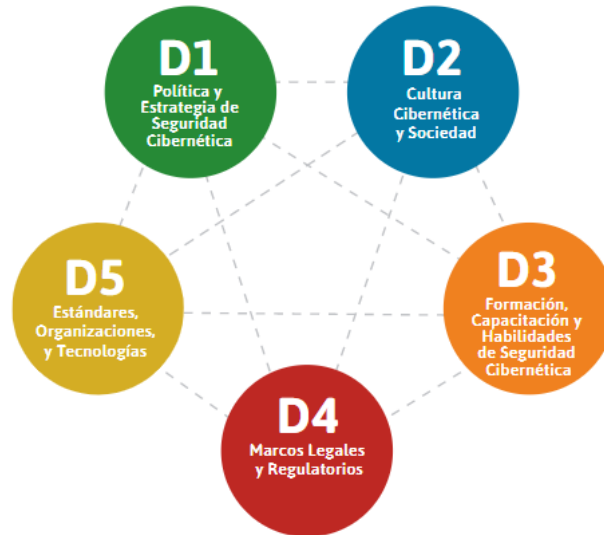 D1
Política y
Estrategia de
Seguridad
Cibernética
D2
Cultura
Cibernética
y Sociedad
D3
Formación,
Capacitación y
Habilidades
de Seguridad
Cibernética
D4
Marcos Legales
y Regulatorios
D5
Estándares,
Organizaciones,
y Tecnologías